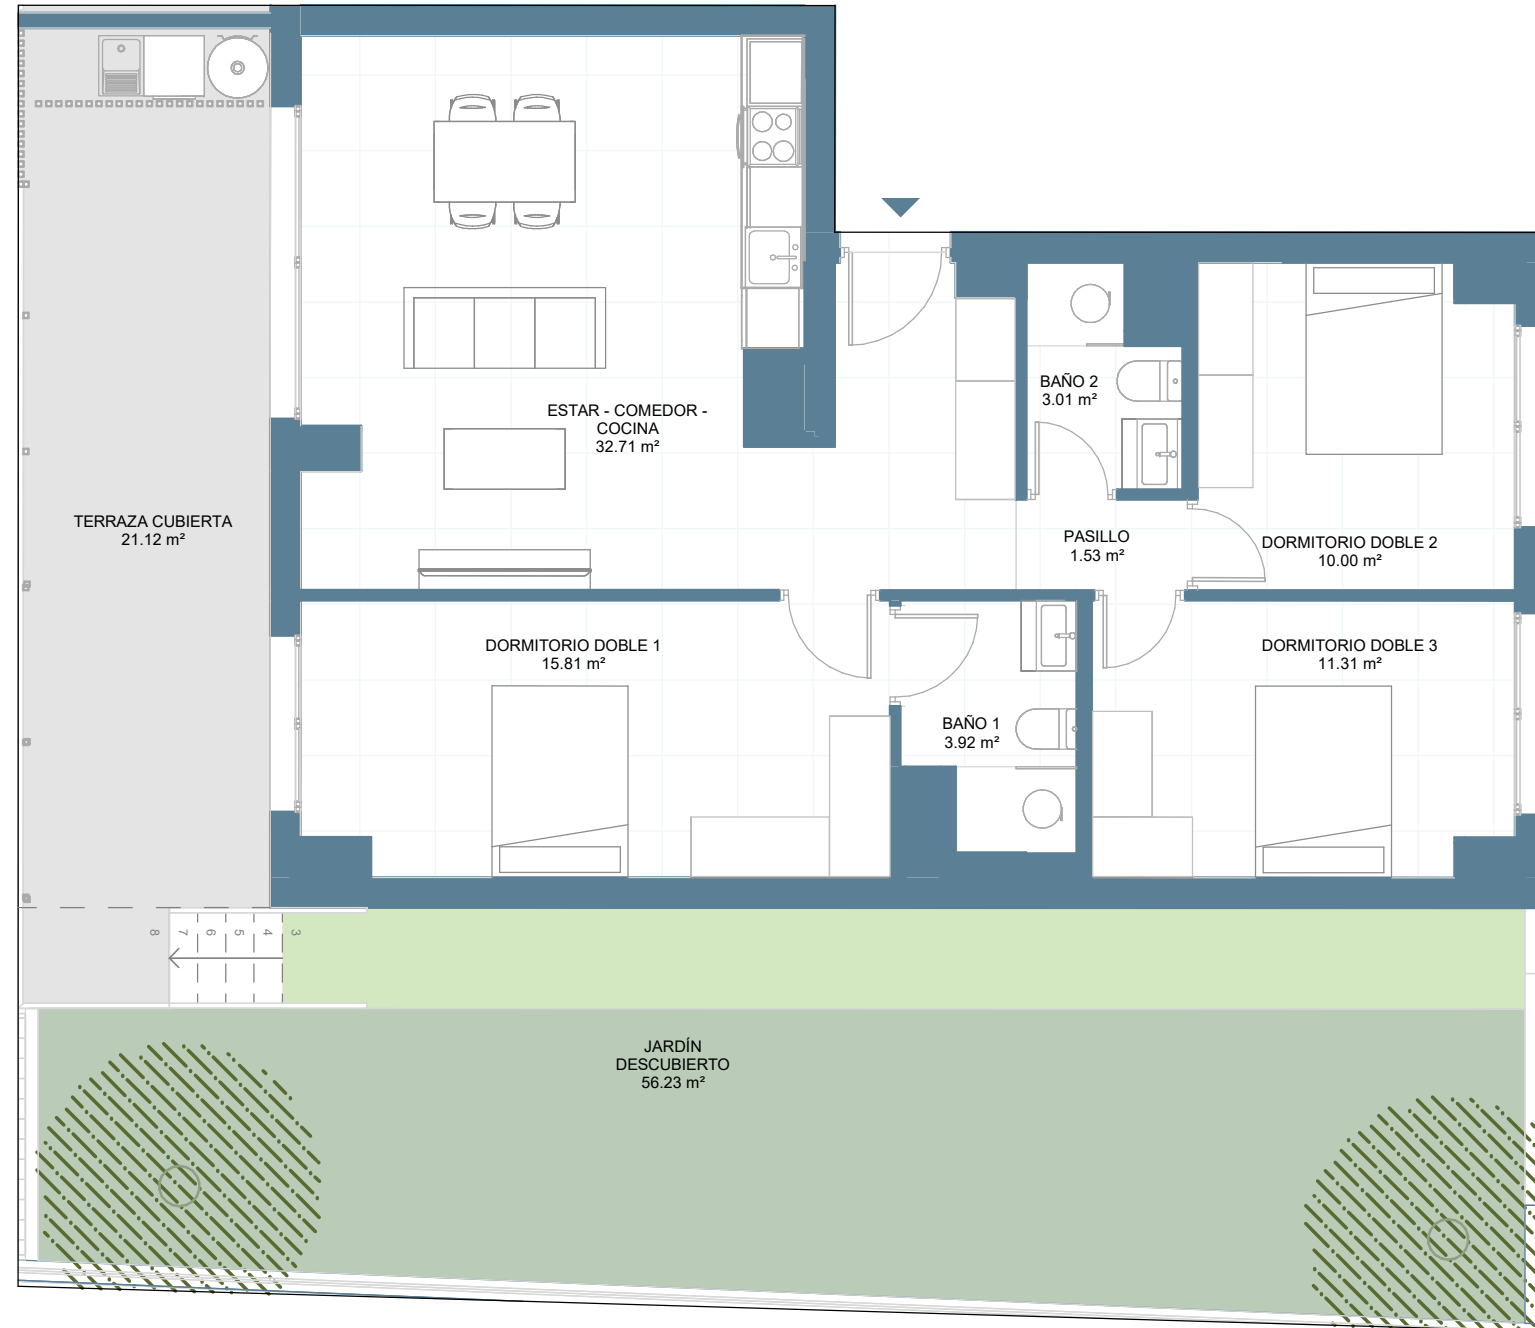 ESTAR - COMEDOR -
COCINA
32.71 m²
BAÑO 2
3.01 m²
TERRAZA CUBIERTA
21.12 m²
PASILLO
1.53 m²
DORMITORIO DOBLE 2
10.00 m²
DORMITORIO DOBLE 1
15.81 m²
DORMITORIO DOBLE 3
11.31 m²
BAÑO 1
3.92 m²
8 7 6 5 4 3
JARDÍN
DESCUBIERTO
56.23 m²